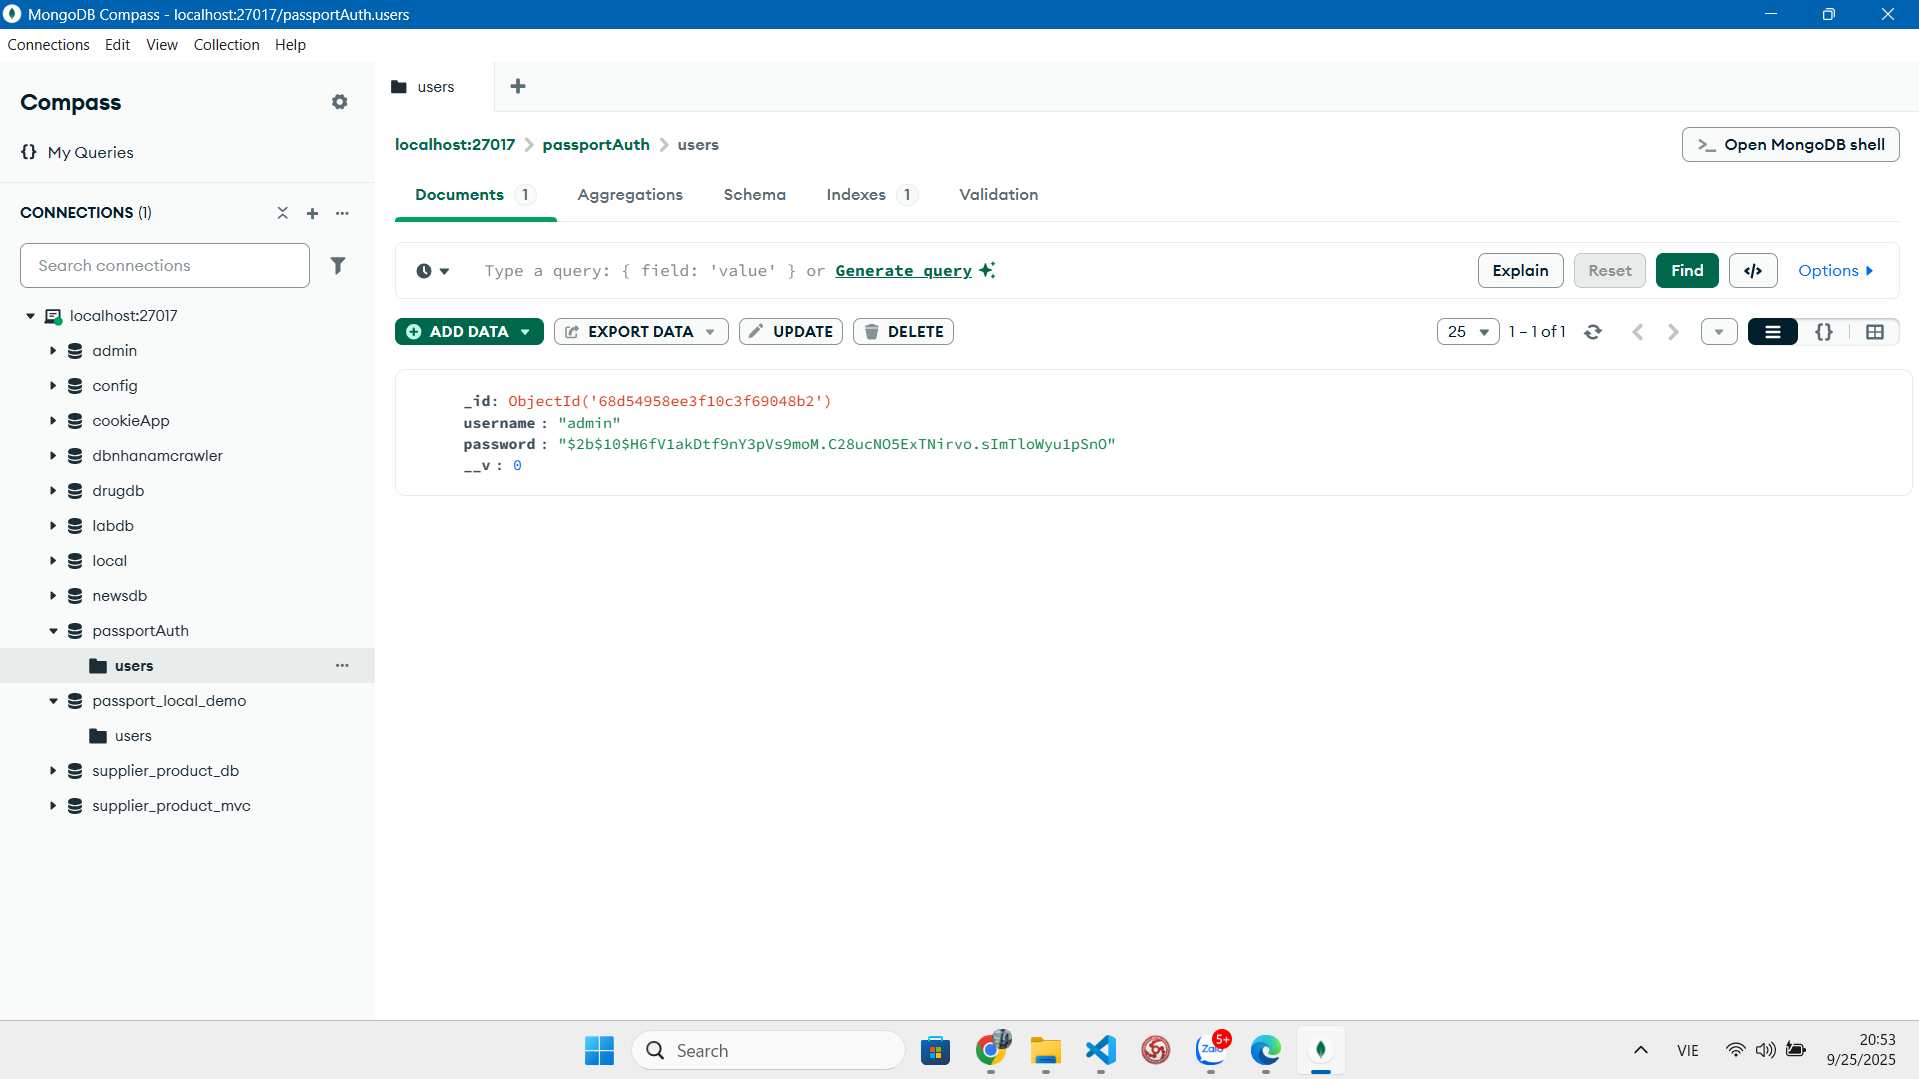 MongoDB Compass - localhost:27017/passportAuth.users
Connections Edit View Collection Help
Compass
{} My Queries
CONNECTIONS (1)
Search connections
localhost:27017
admin
config
cookieApp
dbnhanamcrawler
drugdb
labdb
local
newsdb
passportAuth
users
passport_local_demo
users
supplier_product_db
supplier_product_mvc
users
localhost:27017 > passportAuth > users
>_ Open MongoDB shell
Documents 1 Aggregations Schema Indexes 1 Validation
Type a query: { field: 'value' } or Generate query
Explain Reset Find </> Options
ADD DATA EXPORT DATA UPDATE DELETE
25 1 – 1 of 1 {}
_id: ObjectId('68d54958ee3f10c3f69048b2')
username : "admin"
password : "$2b$10$H6fV1akDtf9nY3pVs9moM.C28ucNO5ExTNirvo.sImTloWyu1pSnO"
__v : 0
Search
Zalo
5+
VIE
20:53
9/25/2025